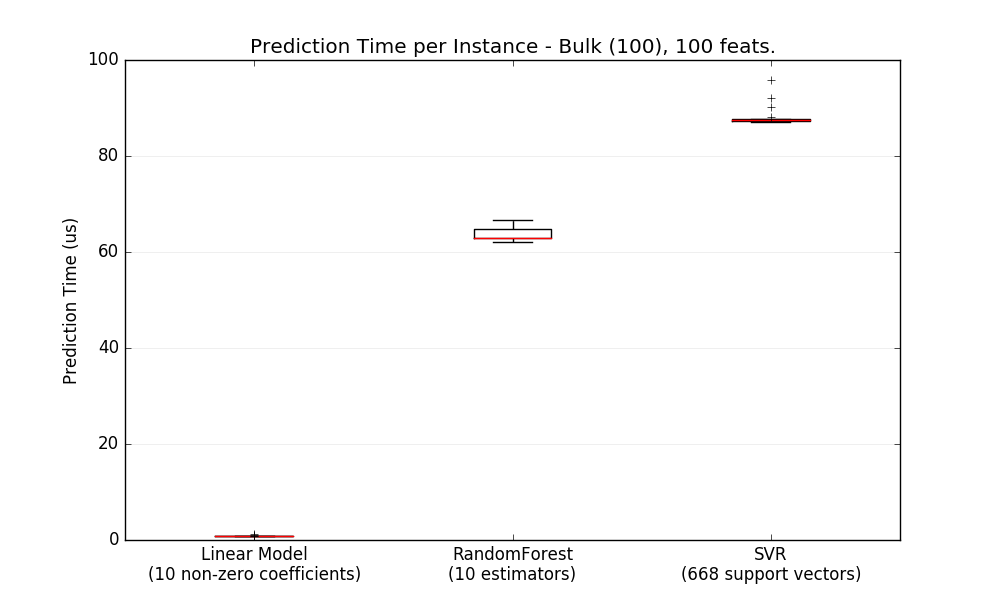 Prediction Time per Instance - Bulk (100), 100 feats.
100
80
60
40
20
0
Prediction Time (us)
Linear Model
(10 non-zero coefficients)
RandomForest
(10 estimators)
SVR
(668 support vectors)